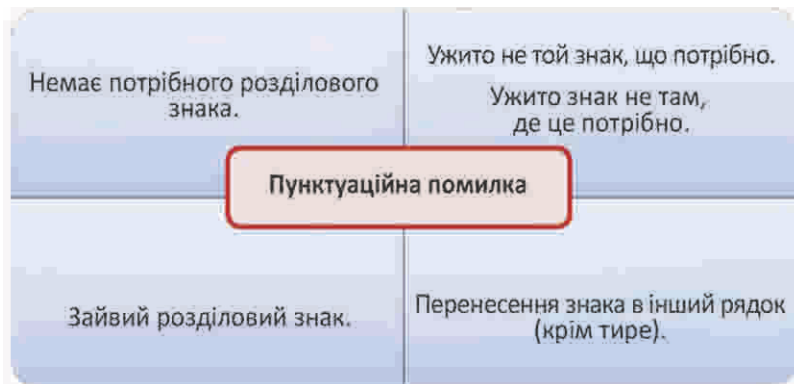 Немає потрібного розділового
знака.
Ужито не той знак, що потрібно.
Ужито знак не там,
де це потрібно.
Пунктуаційна помилка
Зайвий розділовий знак.
Перенесення знака в інший рядок
(крім тире).